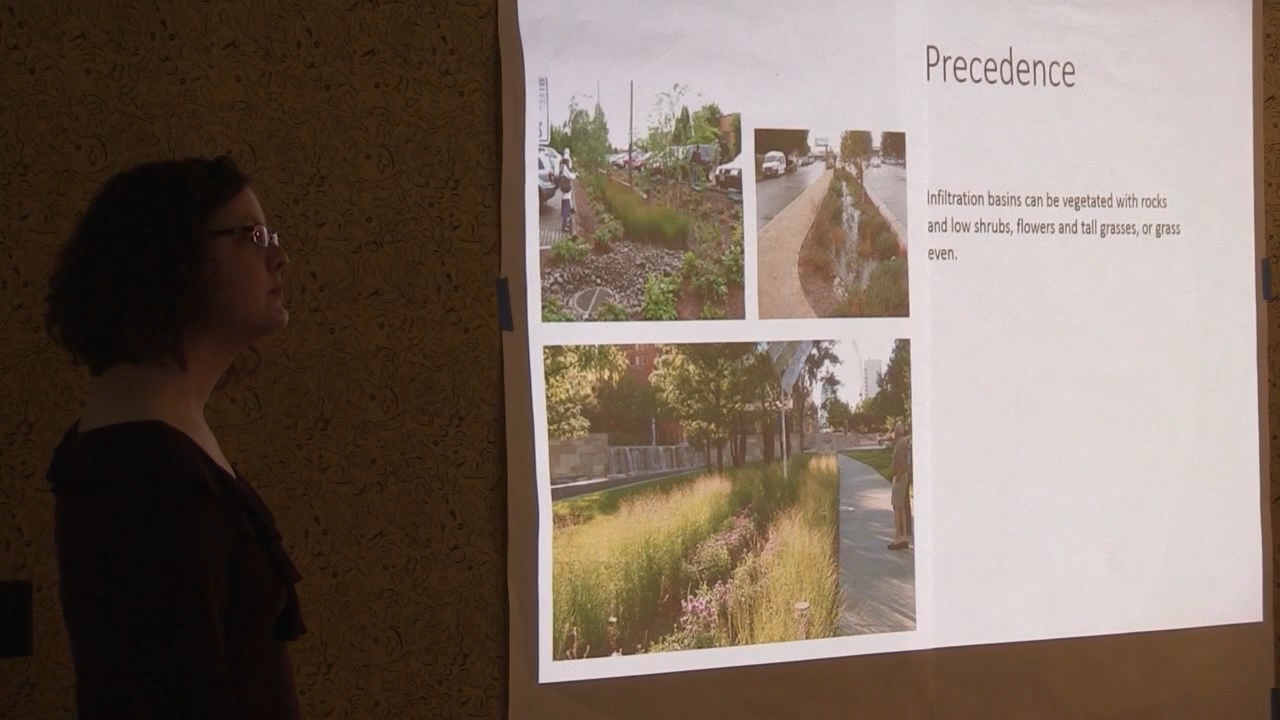 Precedence
Infiltration basins can be vegetated with rocks
and low shrubs, flowers and tall grasses, or grass
even.